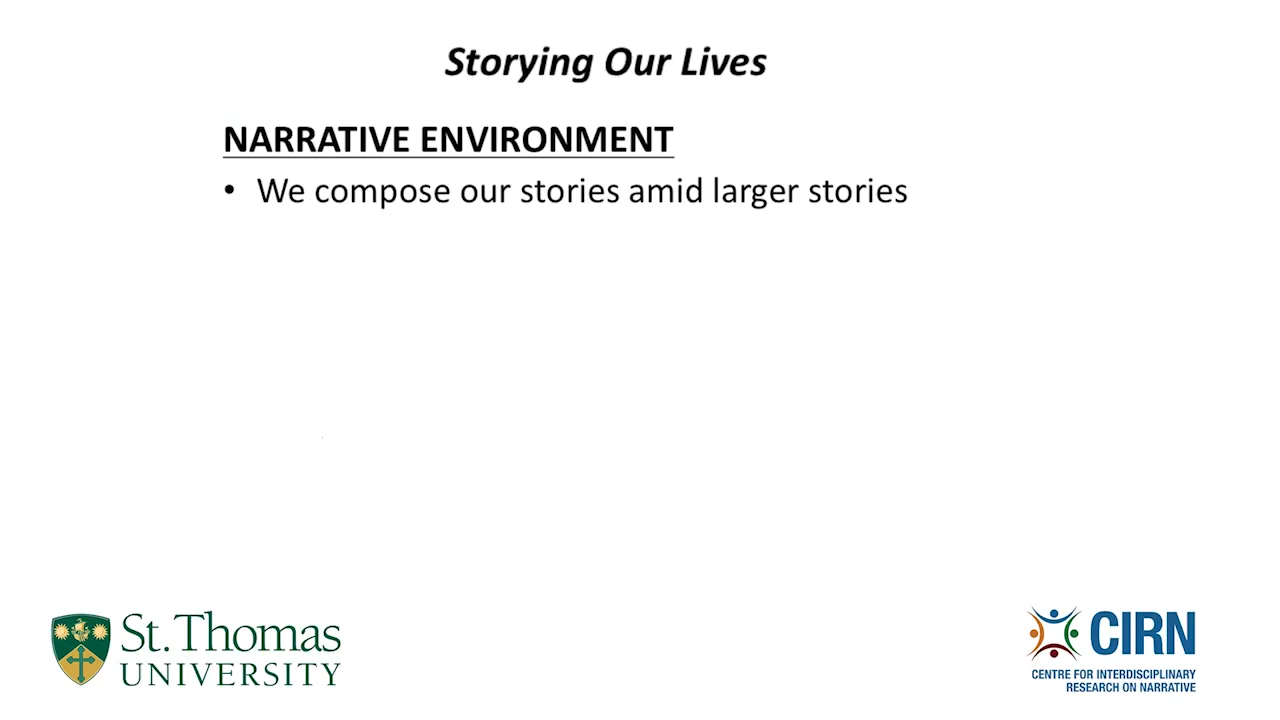 Storying Our Lives
NARRATIVE ENVIRONMENT
• We compose our stories amid larger stories
St. Thomas
UNIVERSITY
CIRN
CENTRE FOR INTERDISCIPLINARY
RESEARCH ON NARRATIVE